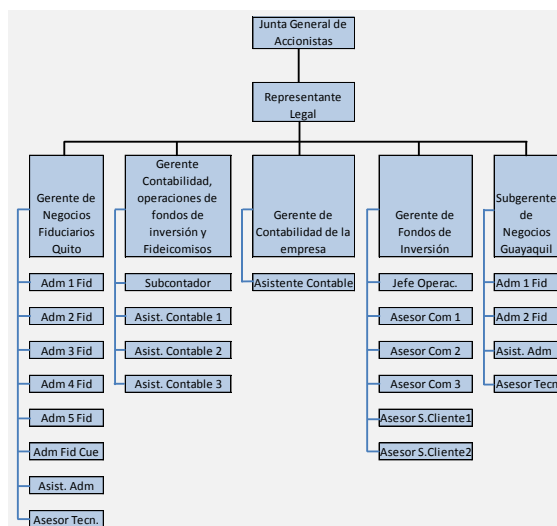 Junta General de
Accionistas
Representante
Legal
Gerente de
Negocios
Fiduciarios
Quito
Gerente
Contabilidad,
operaciones de
fondos de
inversión y
Fideicomisos
Gerente de
Contabilidad de la
empresa
Gerente de
Fondos de
Inversión
Subgerente
de
Negocios
Guayaquil
Adm 1 Fid
Adm 2 Fid
Adm 3 Fid
Adm 4 Fid
Adm 5 Fid
Adm Fid Cue
Asist. Adm
Asesor Tecn.
Subcontador
Asist. Contable 1
Asist. Contable 2
Asist. Contable 3
Asistente Contable
Jefe Operac.
Asesor Com 1
Asesor Com 2
Asesor Com 3
Asesor S.Cliente1
Asesor S.Cliente2
Adm 1 Fid
Adm 2 Fid
Asist. Adm
Asesor Tecn